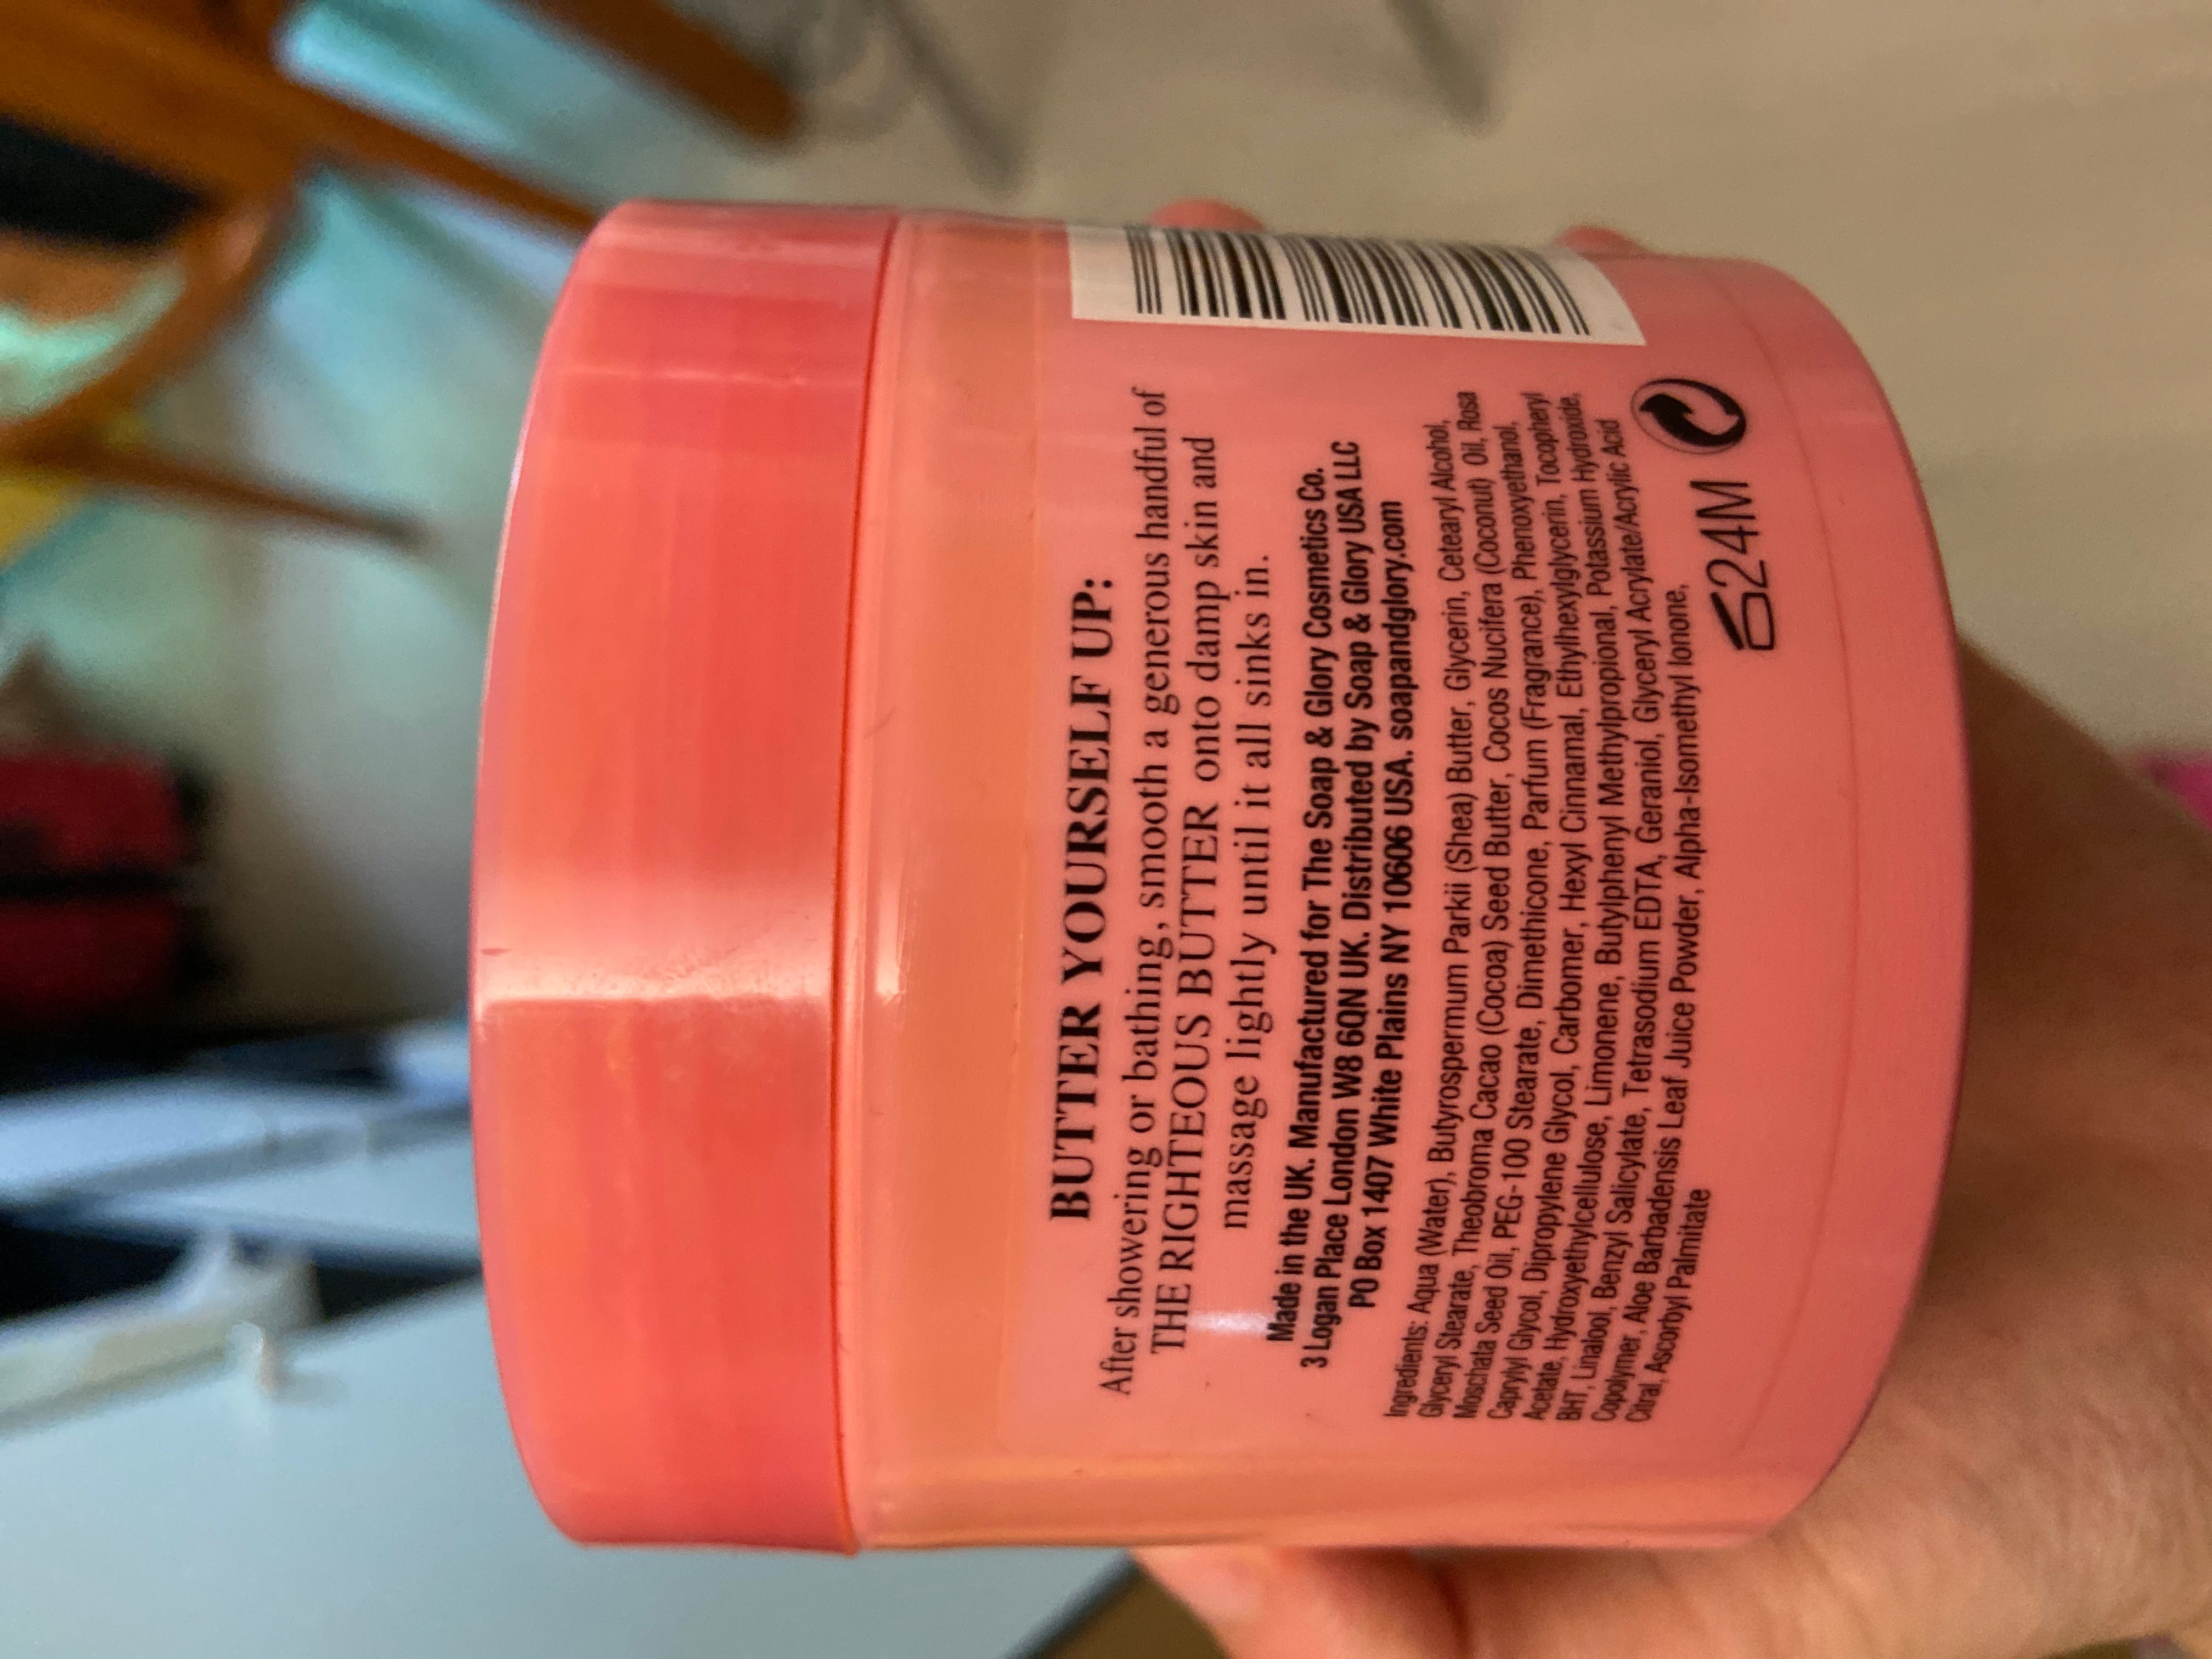 BUTTER YOURSELF UP:
After showering or bathing, smooth a generous handful of
THE RIGHTEOUS BUTTER onto damp skin and
massage lightly until it all sinks in.
Made in the UK. Manufactured for The Soap & Glory Cosmetics Co.
3 Logan Place London W8 6QN UK. Distributed by Soap & Glory USA LLC
PO Box 1407 White Plains NY 10606 USA. soapandglory.com
Ingredients: Aqua (Water), Butyrospermum Parkii (Shea) Butter, Glycerin, Cetearyl Alcohol,
Glyceryl Stearate, Theobroma Cacao (Cocoa) Seed Butter, Cocos Nucifera (Coconut) Oil, Rosa
Moschata Seed Oil, PEG-100 Stearate, Dimethicone, Parfum (Fragrance), Phenoxyethanol,
Caprylyl Glycol, Dipropylene Glycol, Carbomer, Hexyl Cinnamal, Ethylhexylglycerin, Tocopheryl
Acetate, Hydroxyethylcellulose, Limonene, Butylphenyl Methylpropional, Potassium Hydroxide,
BHT, Linalool, Benzyl Salicylate, Tetrasodium EDTA, Geraniol, Glyceryl Acrylate/Acrylic Acid
Copolymer, Aloe Barbadensis Leaf Juice Powder, Alpha-Isomethyl Ionone,
Citral, Ascorbyl Palmitate
24M